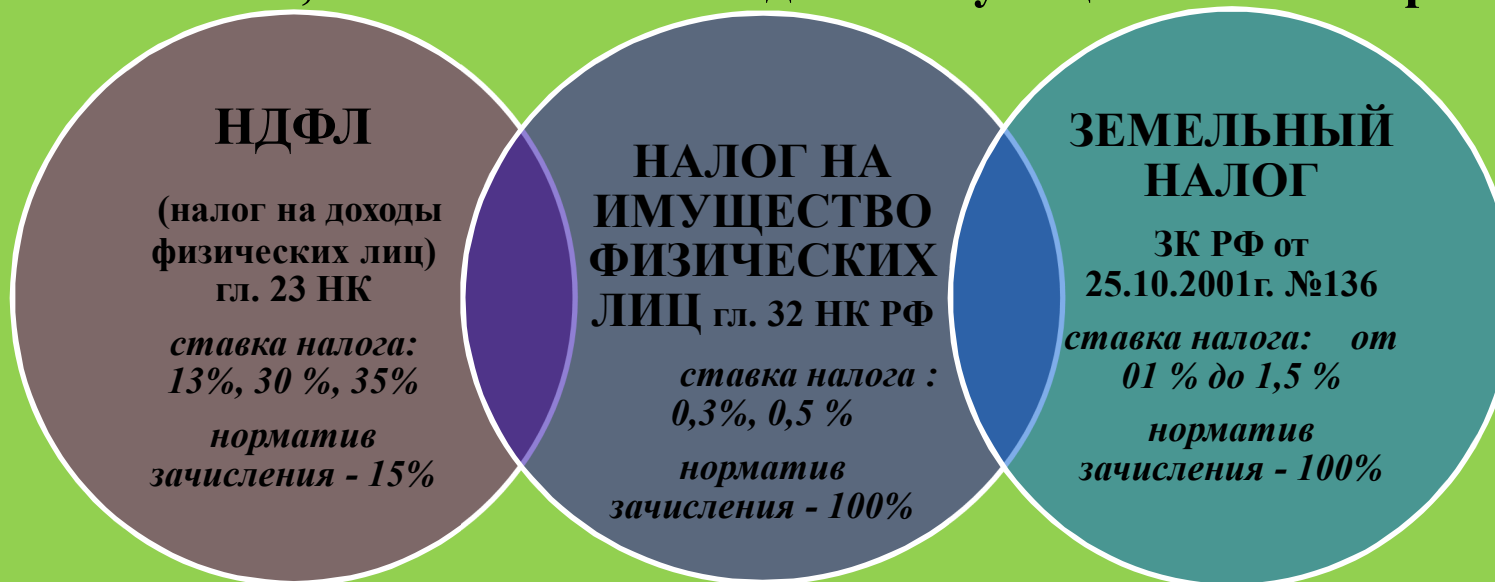 НДФЛ
(налог на доходы
физических лиц)
гл. 23 НК
ставка налога:
13%, 30 %, 35%
норматив
зачисления - 15%
НАЛОГ НА
ИМУЩЕСТВО
ФИЗИЧЕСКИХ
ЛИЦ гл. 32 НК РФ
ставка налога :
0,3%, 0,5 %
норматив
зачисления - 100%
ЗЕМЕЛЬНЫЙ
НАЛОГ
ЗК РФ от
25.10.2001г. №136
ставка налога: от
01 % до 1,5 %
норматив
зачисления - 100%